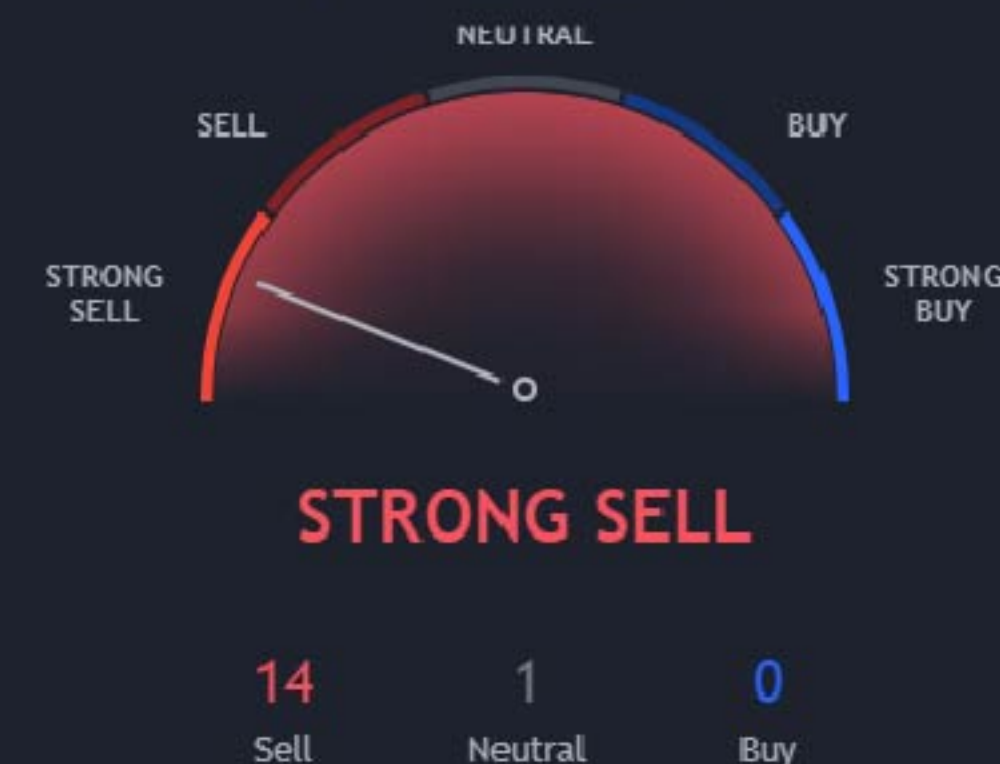 NEUTRAL
SELL
BUY
STRONG
SELL
STRONG
BUY
STRONG SELL
14 1 0
Sell Neutral Buy